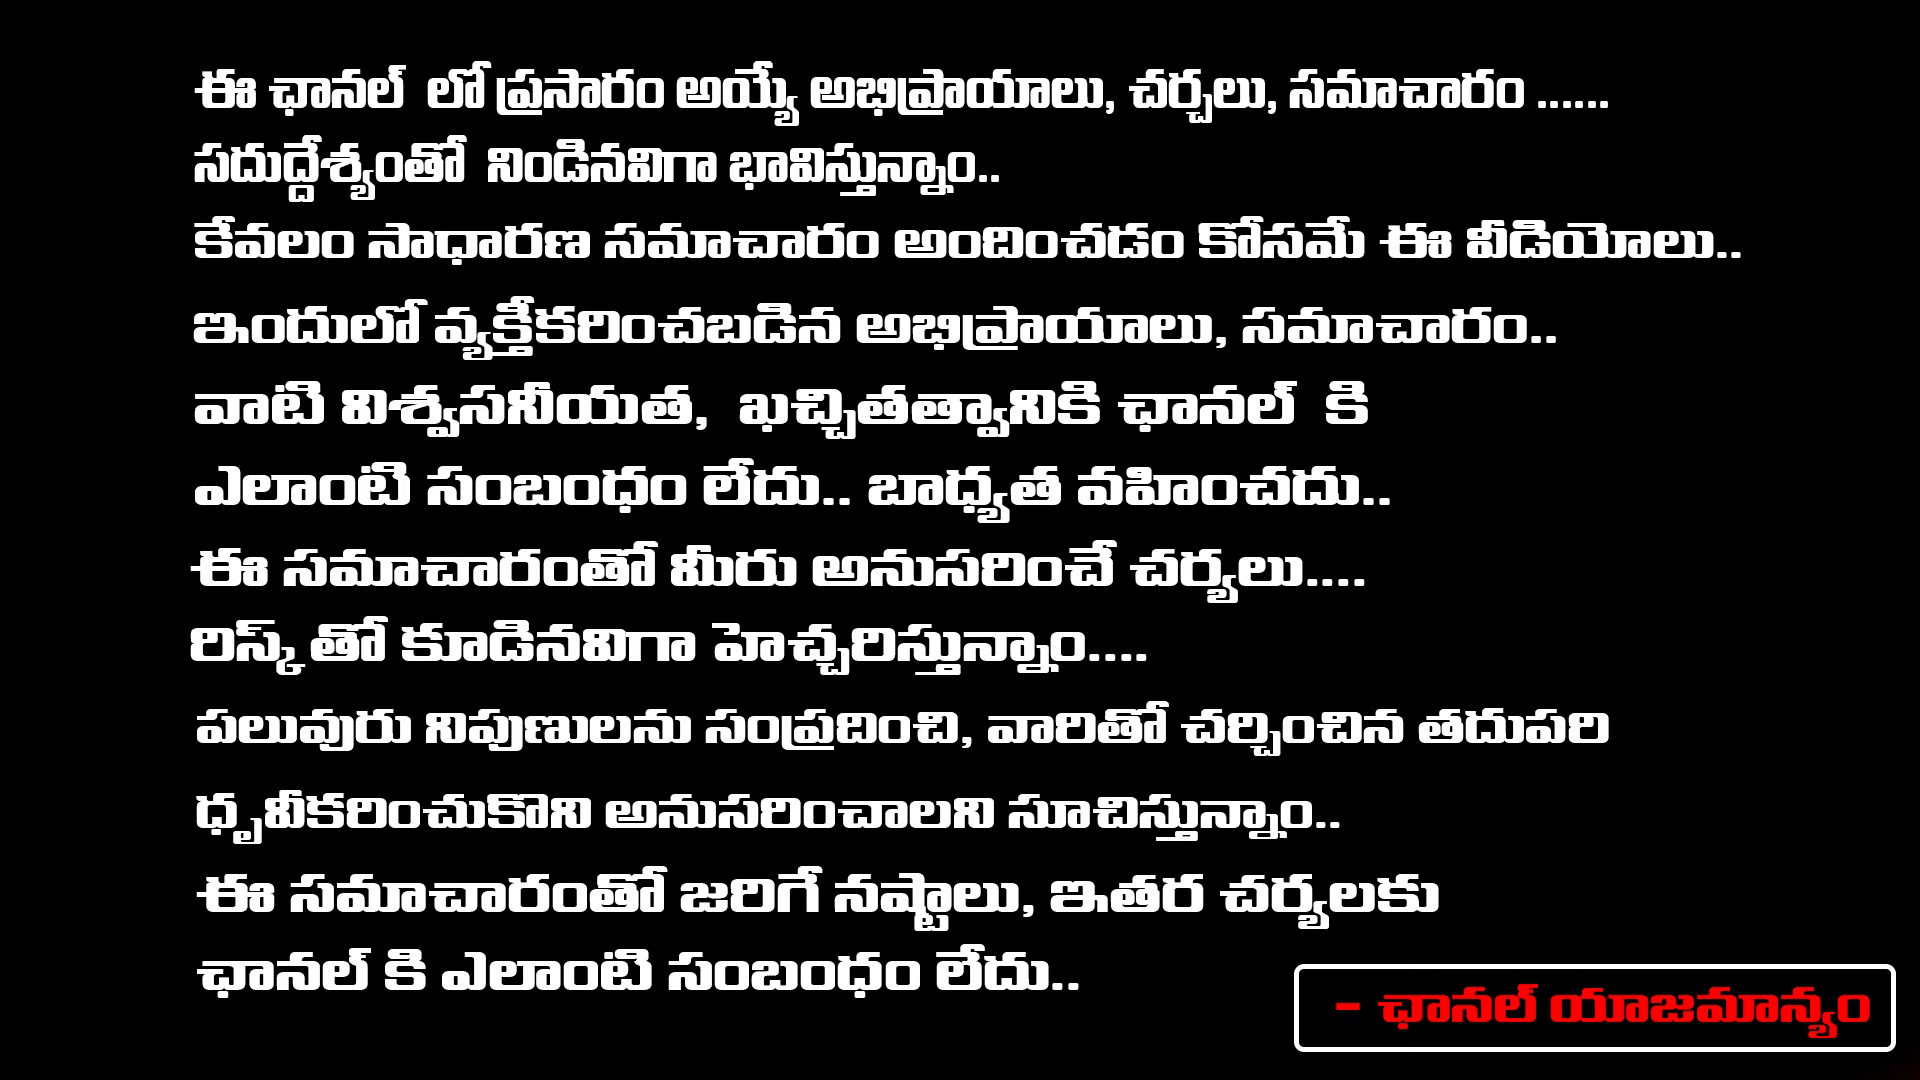 ఈ ఛానల్ లో ప్రసారం అయ్యే అభిప్రాయాలు, చర్చలు, సమాచారం ......
సదుద్దేశ్యంతో నిండినవిగా భావిస్తున్నాం..
కేవలం సాధారణ సమాచారం అందించడం కోసమే ఈ వీడియోలు..
ఇందులో వ్యక్తీకరించబడిన అభిప్రాయాలు, సమాచారం..
వాటి విశ్వసనీయత, ఖచ్చితత్వానికి ఛానల్ కి
ఎలాంటి సంబంధం లేదు.. బాధ్యత వహించదు..
ఈ సమాచారంతో మీరు అనుసరించే చర్యలు....
రిస్క్ తో కూడినవిగా హెచ్చరిస్తున్నాం....
పలువురు నిపుణులను సంప్రదించి, వారితో చర్చించిన తదుపరి
ధృవీకరించుకొని అనుసరించాలని సూచిస్తున్నాం..
ఈ సమాచారంతో జరిగే నష్టాలు, ఇతర చర్యలకు
ఛానల్ కి ఎలాంటి సంబంధం లేదు..
- ఛానల్ యాజమాన్యం